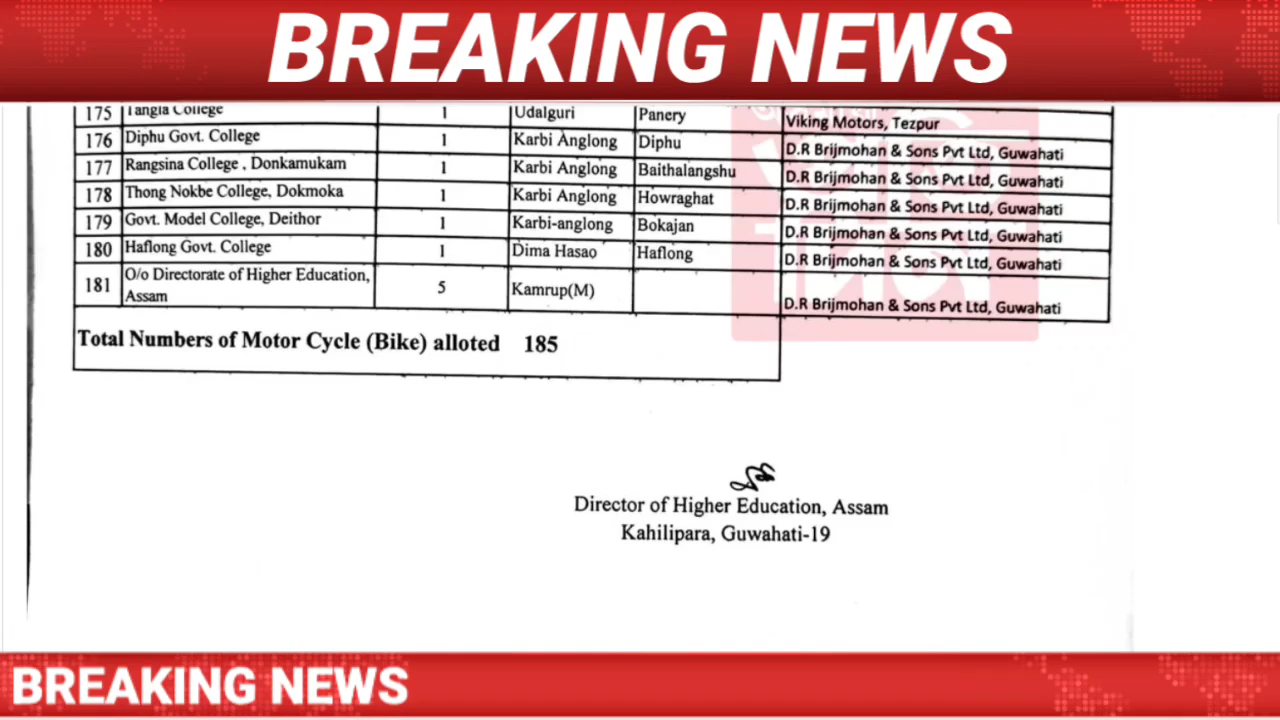 BREAKING NEWS
175 Tangla College 1 Udalguri Panery Viking Motors, Tezpur
176 Diphu Govt. College 1 Karbi Anglong Diphu D.R Brijmohan & Sons Pvt Ltd, Guwahati
177 Rangsina College , Donkamukam 1 Karbi Anglong Baithalangshu D.R Brijmohan & Sons Pvt Ltd, Guwahati
178 Thong Nokbe College, Dokmoka 1 Karbi Anglong Howraghat D.R Brijmohan & Sons Pvt Ltd, Guwahati
179 Govt. Model College, Deithor 1 Karbi-anglong Bokajan D.R Brijmohan & Sons Pvt Ltd, Guwahati
180 Haflong Govt. College 1 Dima Hasao Haflong D.R Brijmohan & Sons Pvt Ltd, Guwahati
181 O/o Directorate of Higher Education,
Assam 5 Kamrup(M) D.R Brijmohan & Sons Pvt Ltd, Guwahati
Total Numbers of Motor Cycle (Bike) alloted 185
Director of Higher Education, Assam
Kahilipara, Guwahati-19
BREAKING NEWS